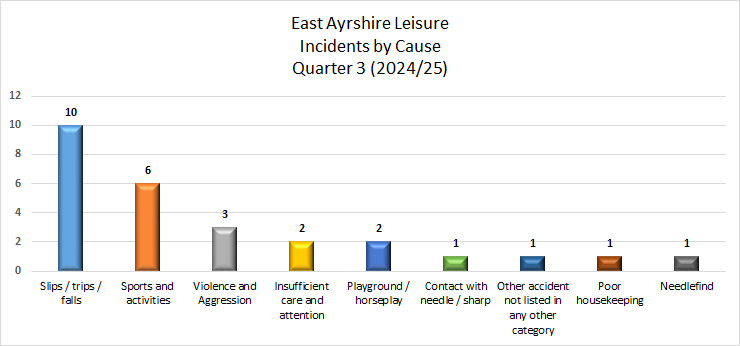 East Ayrshire Leisure
Incidents by Cause
Quarter 3 (2024/25)
12
10
8
6
4
2
0
10
6
3
2
2
1
1
1
1
Slips / trips /
falls
Sports and
activities
Violence and
Aggression
Insufficient
care and
attention
Playground /
horseplay
Contact with
needle / sharp
Other accident
not listed in
any other
category
Poor
housekeeping
Needlefind